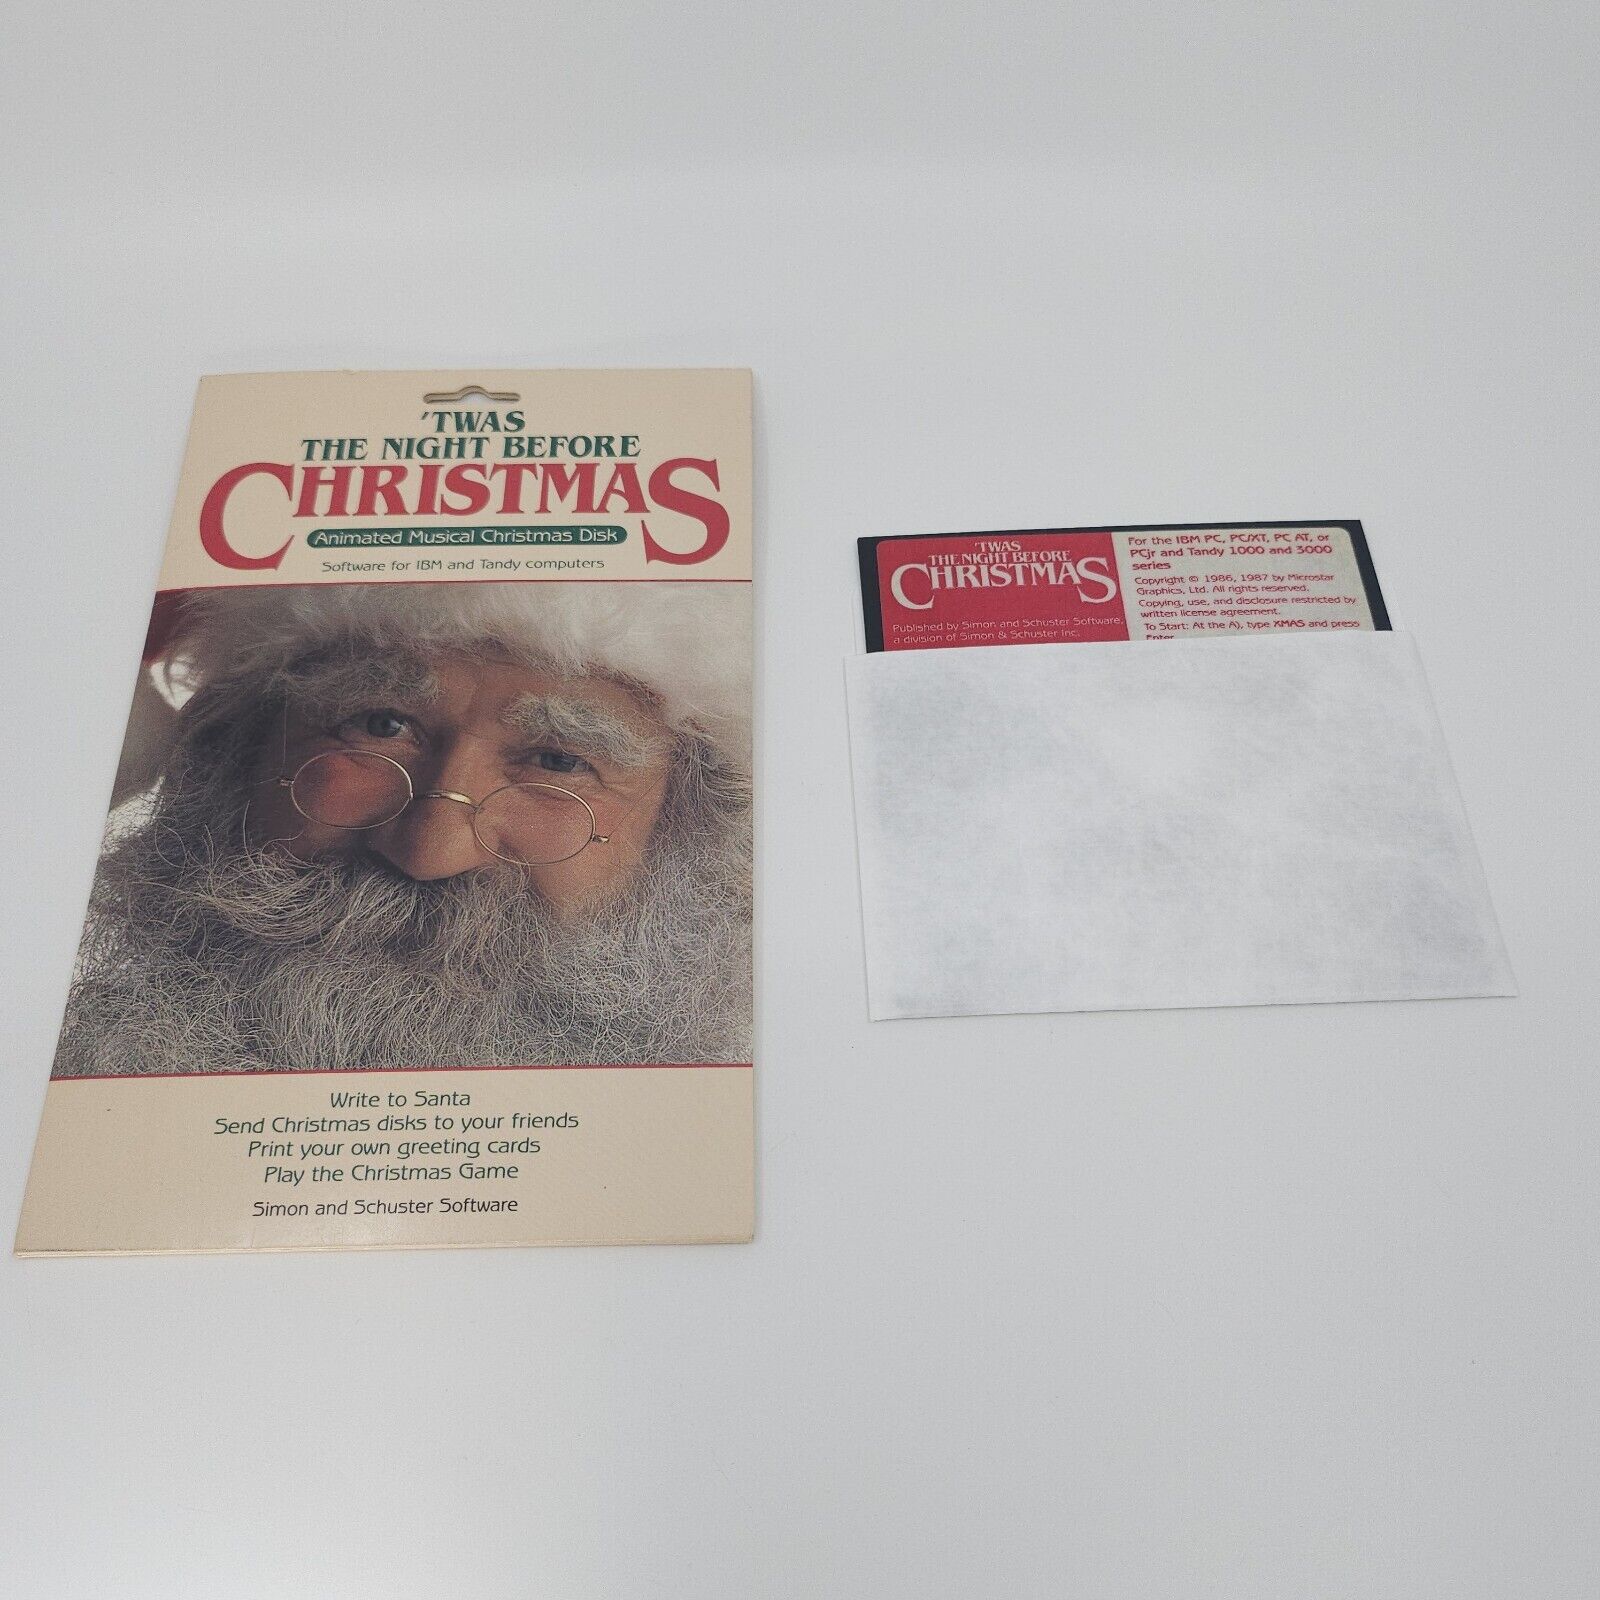 'TWAS
THE NIGHT BEFORE
CHRISTMAS
Animated Musical Christmas Disk
Software for IBM and Tandy computers
Write to Santa
Send Christmas disks to your friends
Print your own greeting cards
Play the Christmas Game
Simon and Schuster Software
'TWAS
THE NIGHT BEFORE
CHRISTMAS
Published by Simon and Schuster Software,
a division of Simon & Schuster Inc.
For the IBM PC, PC/XT, PC AT, or
PCjr and Tandy 1000 and 3000
series
Copyright © 1986, 1987 by Microstar
Graphics, Ltd. All rights reserved.
Copying, use, and disclosure restricted by
written license agreement.
To Start: At the A), type XMAS and press
Enter